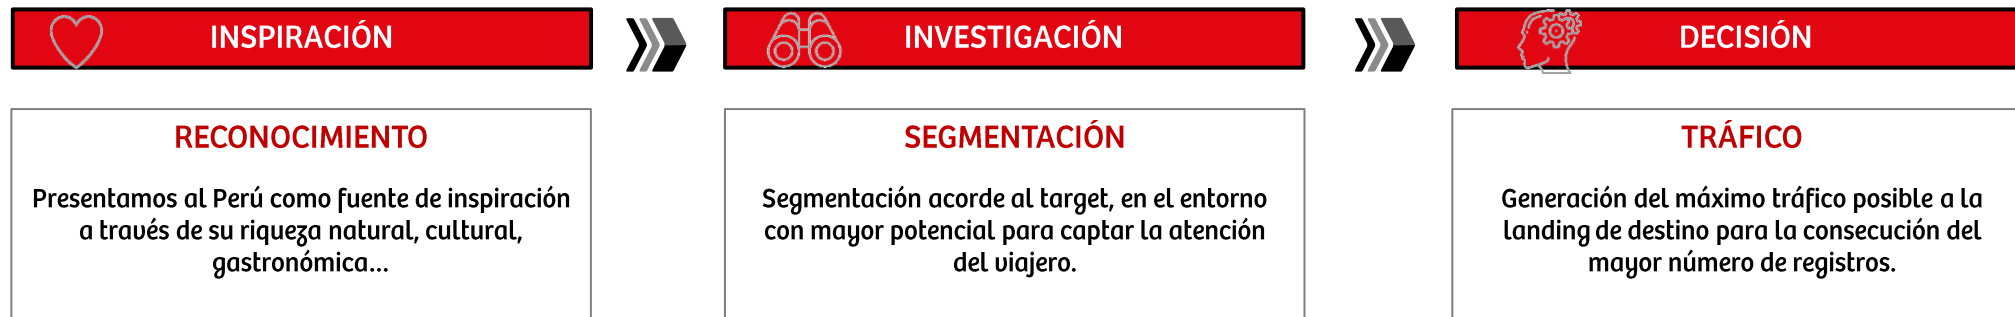 INSPIRACIÓN
INVESTIGACIÓN
DECISIÓN
RECONOCIMIENTO
Presentamos al Perú como fuente de inspiración
a través de su riqueza natural, cultural,
gastronómica...
SEGMENTACIÓN
Segmentación acorde al target, en el entorno
con mayor potencial para captar la atención
del viajero.
TRÁFICO
Generación del máximo tráfico posible a la
landing de destino para la consecución del
mayor número de registros.